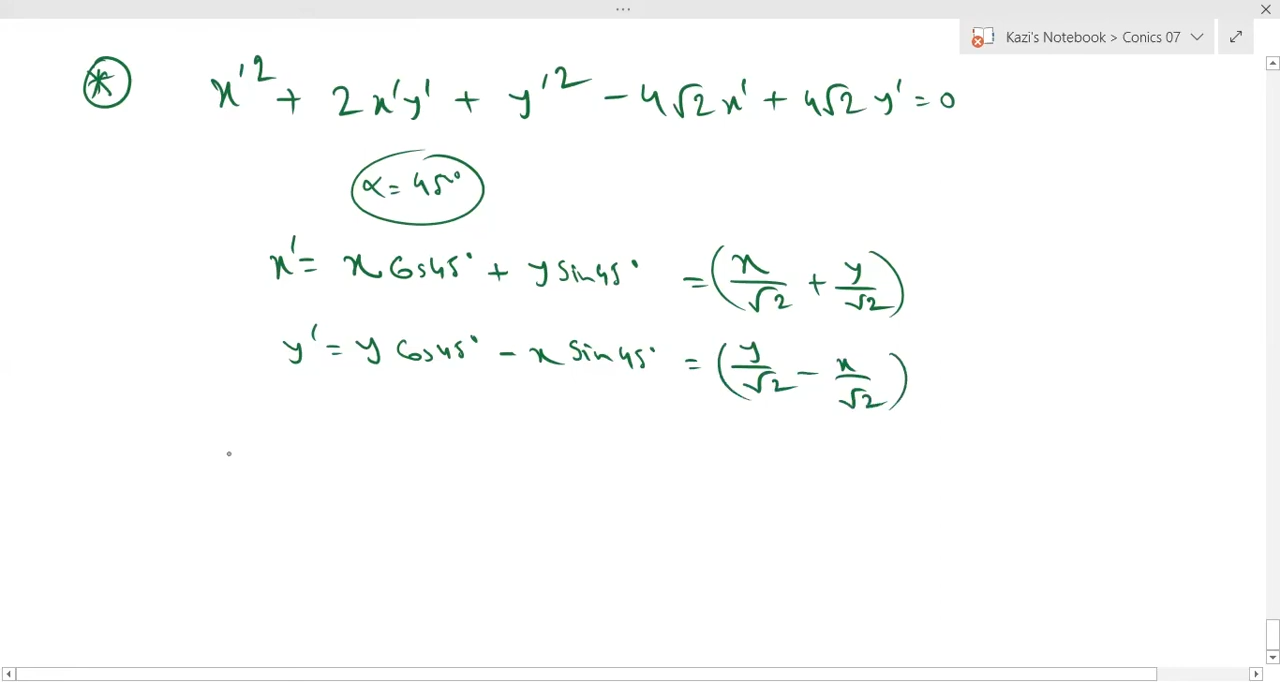 Kazi's Notebook > Conics 07
* x'² + 2x'y' + y'² - 4√2 x' + 4√2 y' = 0
α = 45°
x' = x Cos45° + y Sin45° = (x/√2 + y/√2)
y' = y Cos45° - x Sin45° = (y/√2 - x/√2)